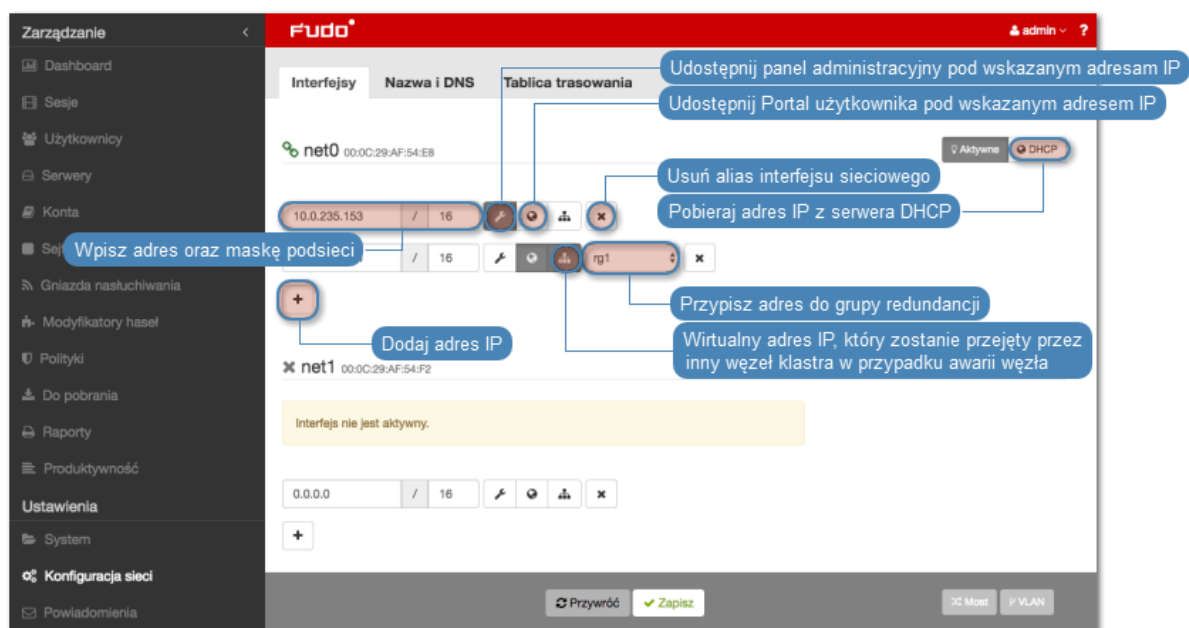 Zarządzanie
Fudo
admin
?
Dashboard
Interfejsy
Nazwa i DNS
Tablica trasowania
Udostępnij panel administracyjny pod wskazanym adresam IP
Sesje
Udostępnij Portal użytkownika pod wskazanym adresem IP
Użytkownicy
net0 00:0C:29:AF:54:E8
Aktywne
DHCP
Serwery
Usuń alias interfejsu sieciowego
Konta
10.0.235.153 / 16
Pobieraj adres IP z serwera DHCP
Sej
Wpisz adres oraz maskę podsieci
/ 16
rg1
Gniazda nasłuchiwania
+
Przypisz adres do grupy redundancji
Modyfikatory haseł
Dodaj adres IP
Wirtualny adres IP, który zostanie przejęty przez
inny węzeł klastra w przypadku awarii węzła
Polityki
net1 00:0C:29:AF:54:F2
Do pobrania
Interfejs nie jest aktywny.
Raporty
Produktywność
0.0.0.0 / 16
Ustawienia
System
+
Konfiguracja sieci
Powiadomienia
Przywróć
Zapisz
Most
VLAN